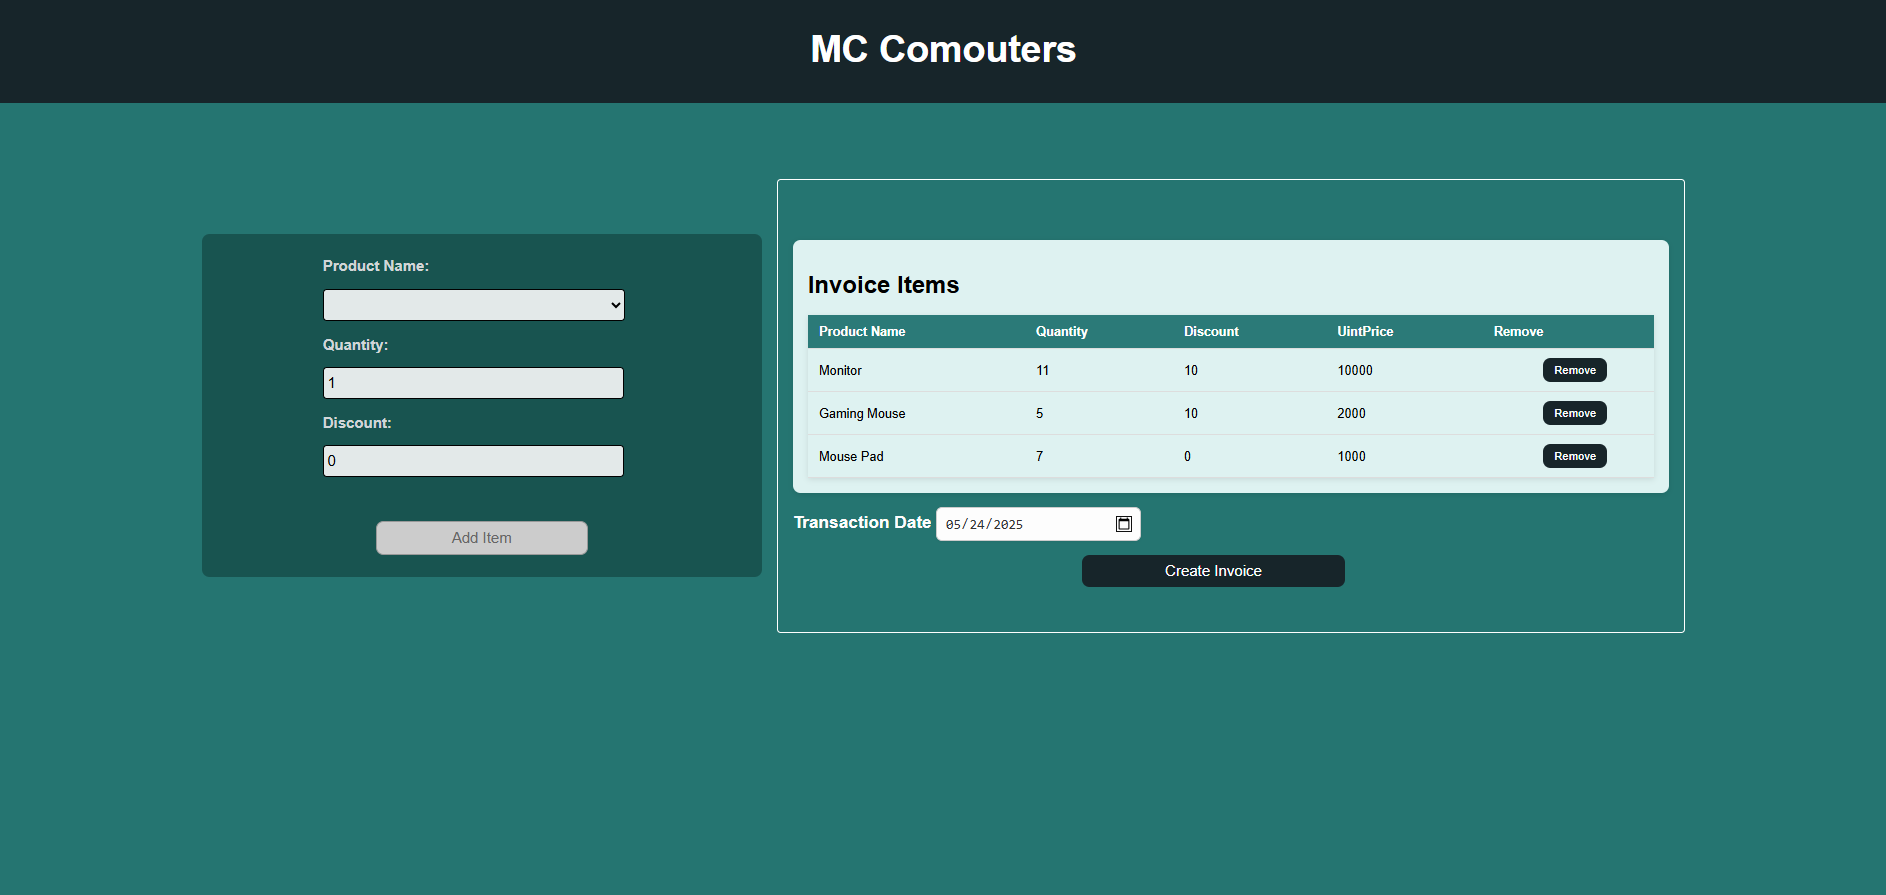 MC Comouters
Product Name:
Quantity:
1
Discount:
0
Add Item
Invoice Items
Product Name Quantity Discount UintPrice Remove
Monitor 11 10 10000 Remove
Gaming Mouse 5 10 2000 Remove
Mouse Pad 7 0 1000 Remove
Transaction Date 05/24/2025
Create Invoice